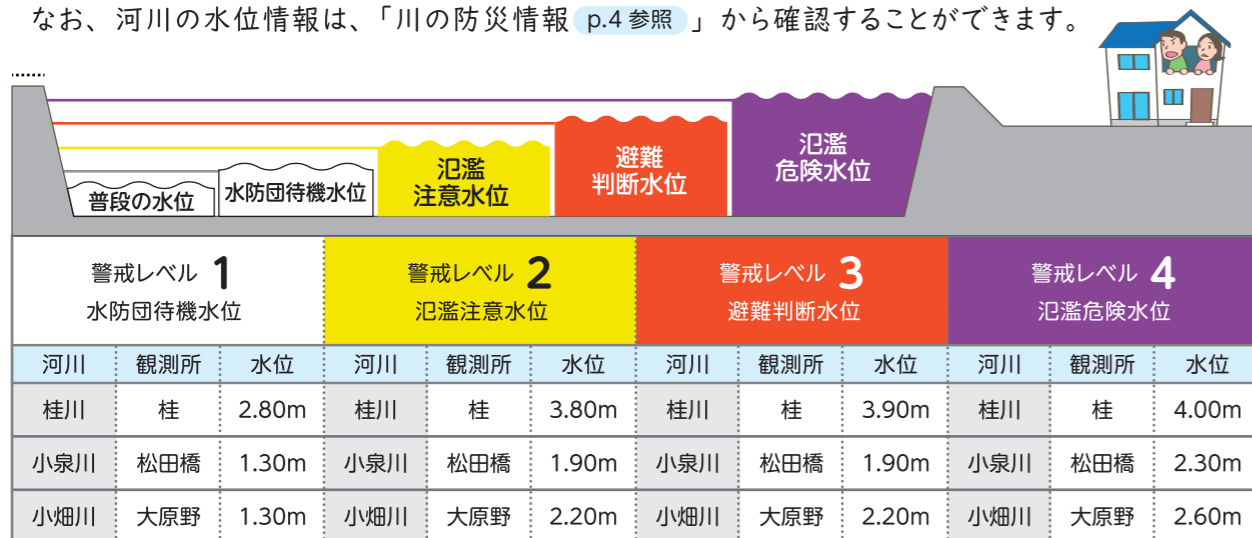 なお、河川の水位情報は、「川の防災情報 p.4 参照 」から確認することができます。
普段の水位
水防団待機水位
氾濫
注意水位
避難
判断水位
氾濫
危険水位
警戒レベル 1
水防団待機水位
警戒レベル 2
氾濫注意水位
警戒レベル 3
避難判断水位
警戒レベル 4
氾濫危険水位
河川 観測所 水位 河川 観測所 水位 河川 観測所 水位 河川 観測所 水位
桂川 桂 2.80m 桂川 桂 3.80m 桂川 桂 3.90m 桂川 桂 4.00m
小泉川 松田橋 1.30m 小泉川 松田橋 1.90m 小泉川 松田橋 1.90m 小泉川 松田橋 2.30m
小畑川 大原野 1.30m 小畑川 大原野 2.20m 小畑川 大原野 2.20m 小畑川 大原野 2.60m